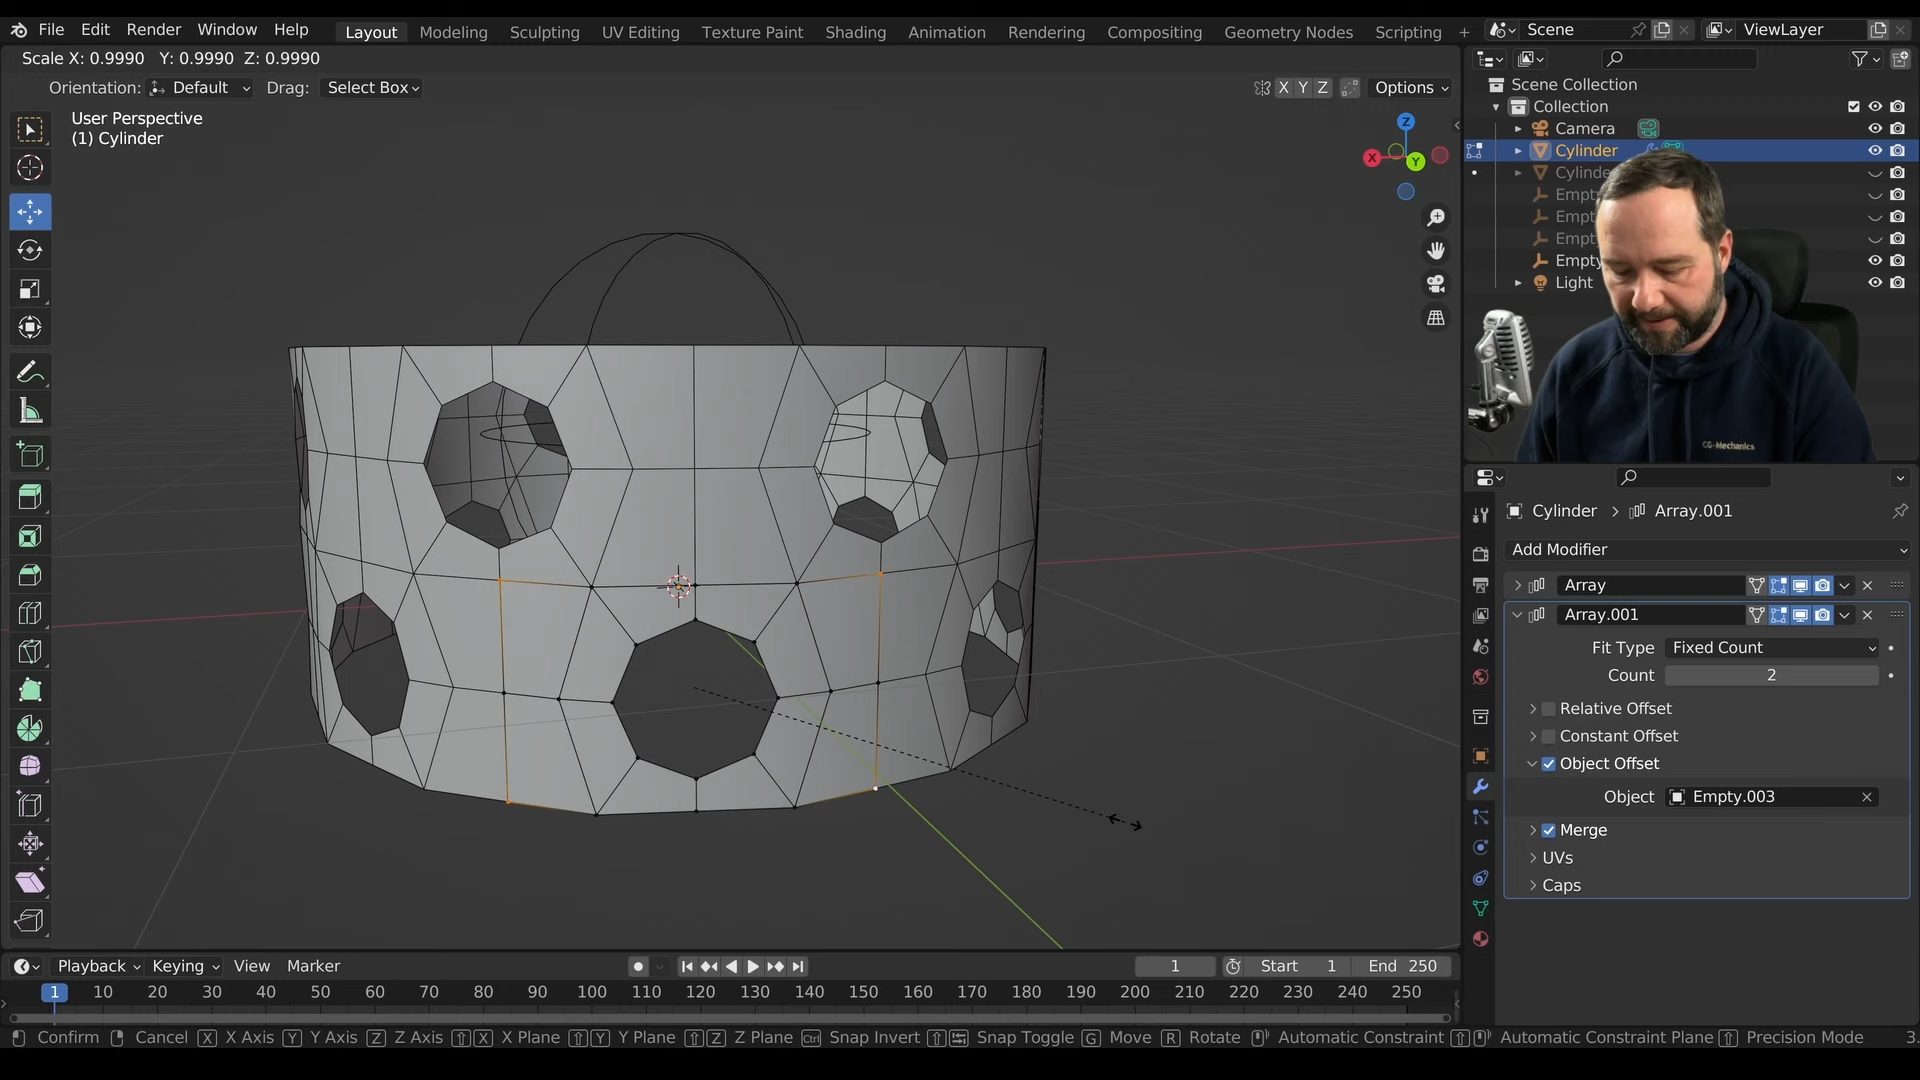 File Edit Render Window Help Layout Modeling Sculpting UV Editing Texture Paint Shading Animation Rendering Compositing Geometry Nodes Scripting + Scene ViewLayer
Scale X: 0.9990 Y: 0.9990 Z: 0.9990
Orientation: Default Drag: Select Box X Y Z Options
User Perspective
(1) Cylinder
Z
X
Y
Scene Collection
Collection
Camera
Cylinder
Light
CG-Mechanics
Cylinder > Array.001
Add Modifier
Array
Array.001
Fit Type Fixed Count
Count 2
Relative Offset
Constant Offset
Object Offset
Object Empty.003
Merge
UVs
Caps
Playback Keying View Marker 1 Start 1 End 250
1 10 20 30 40 50 60 70 80 90 100 110 120 130 140 150 160 170 180 190 200 210 220 230 240 250
Confirm Cancel X X Axis Y Y Axis Z Z Axis X X Plane Y Y Plane Z Z Plane Ctrl Snap Invert Snap Toggle G Move R Rotate Automatic Constraint Automatic Constraint Plane Precision Mode 3.